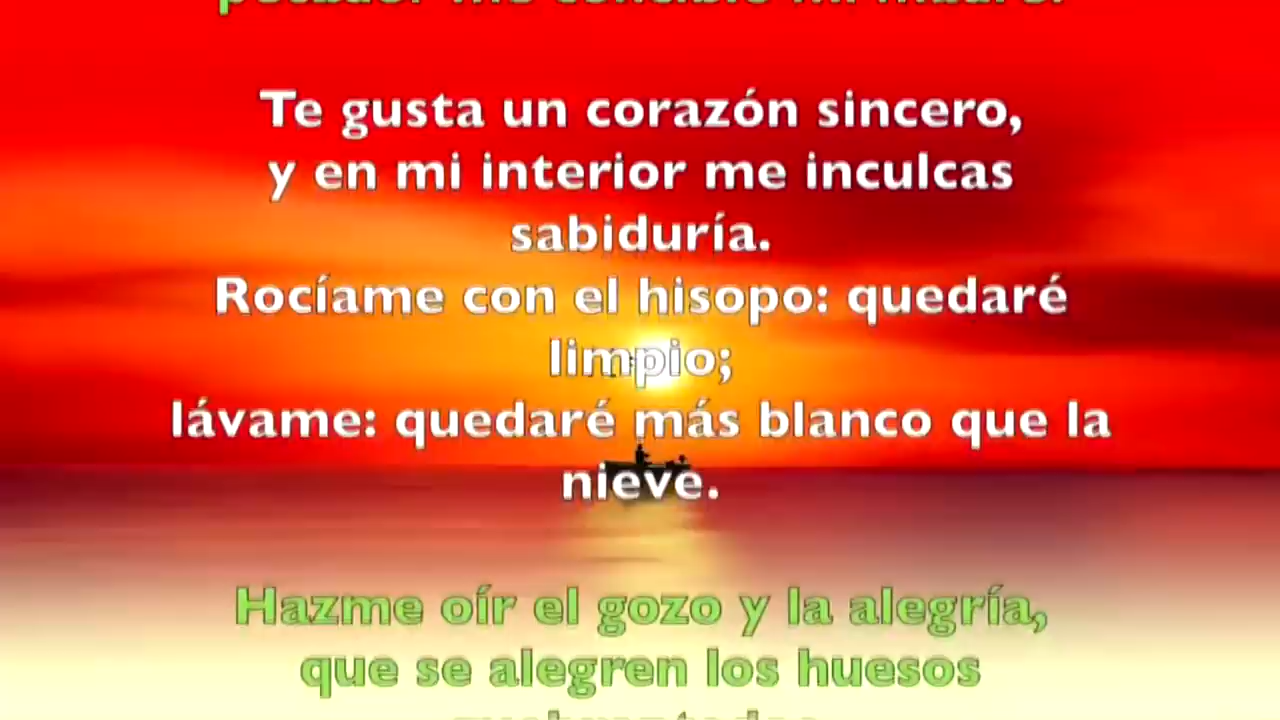 Te gusta un corazón sincero,
y en mi interior me inculcas
sabiduría.
Rocíame con el hisopo: quedaré
limpio;
lávame: quedaré más blanco que la
nieve.
Hazme oír el gozo y la alegría,
que se alegren los huesos